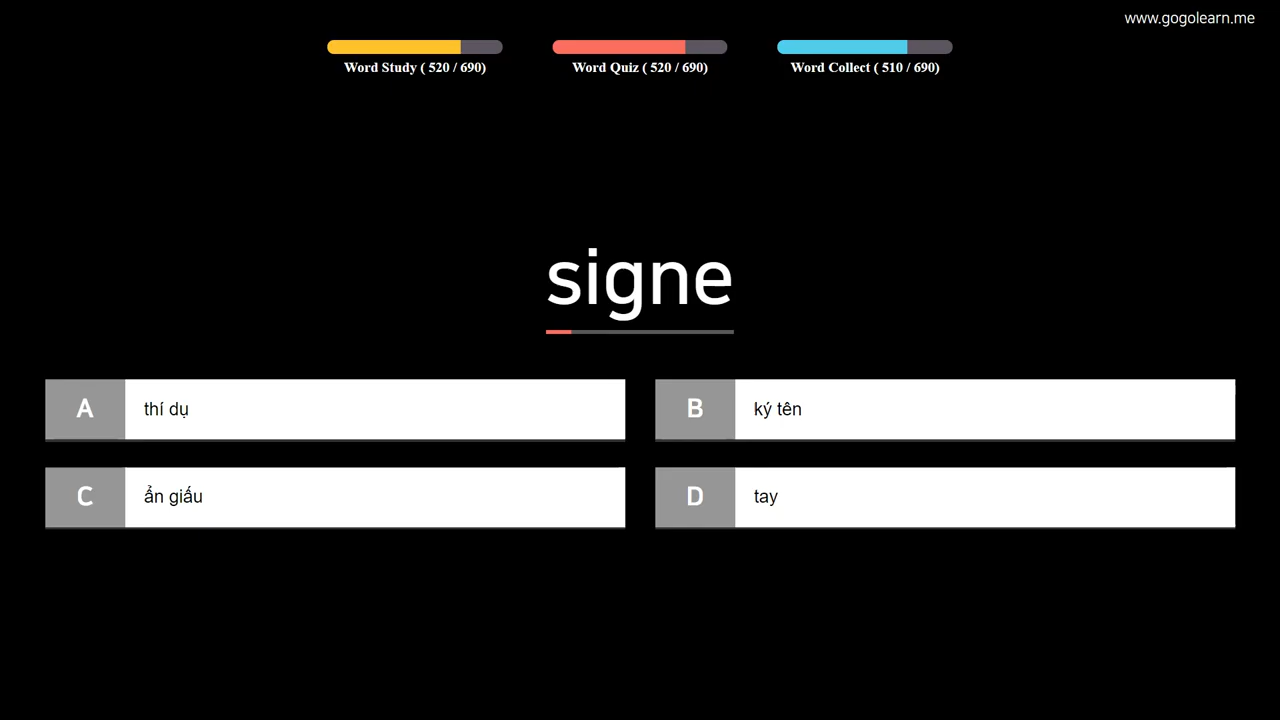 www.gogolearn.me
Word Study ( 520 / 690)
Word Quiz ( 520 / 690)
Word Collect ( 510 / 690)
signe
A thí dụ
B ký tên
C ẩn giấu
D tay